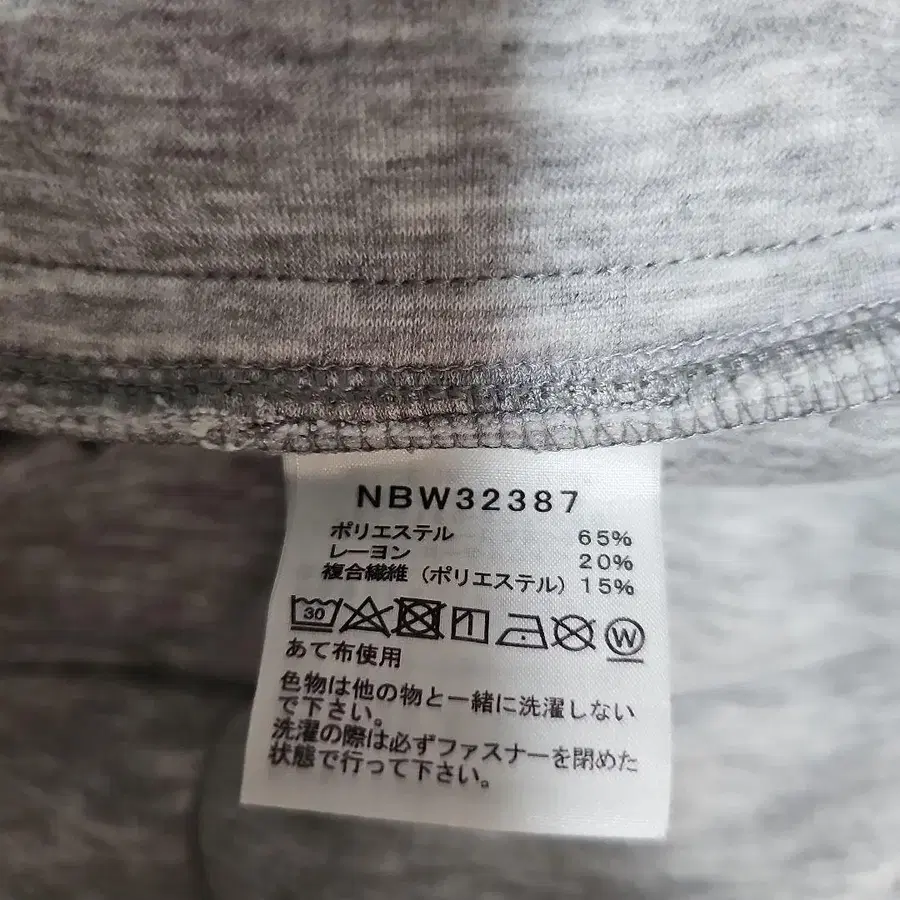 NBW32387
ポリエステル 65%
レーヨン 20%
複合繊維（ポリエステル）15%
30 W
あて布使用
色物は他の物と一緒に洗濯しない
で下さい。
洗濯の際は必ずファスナーを閉めた
状態で行って下さい。